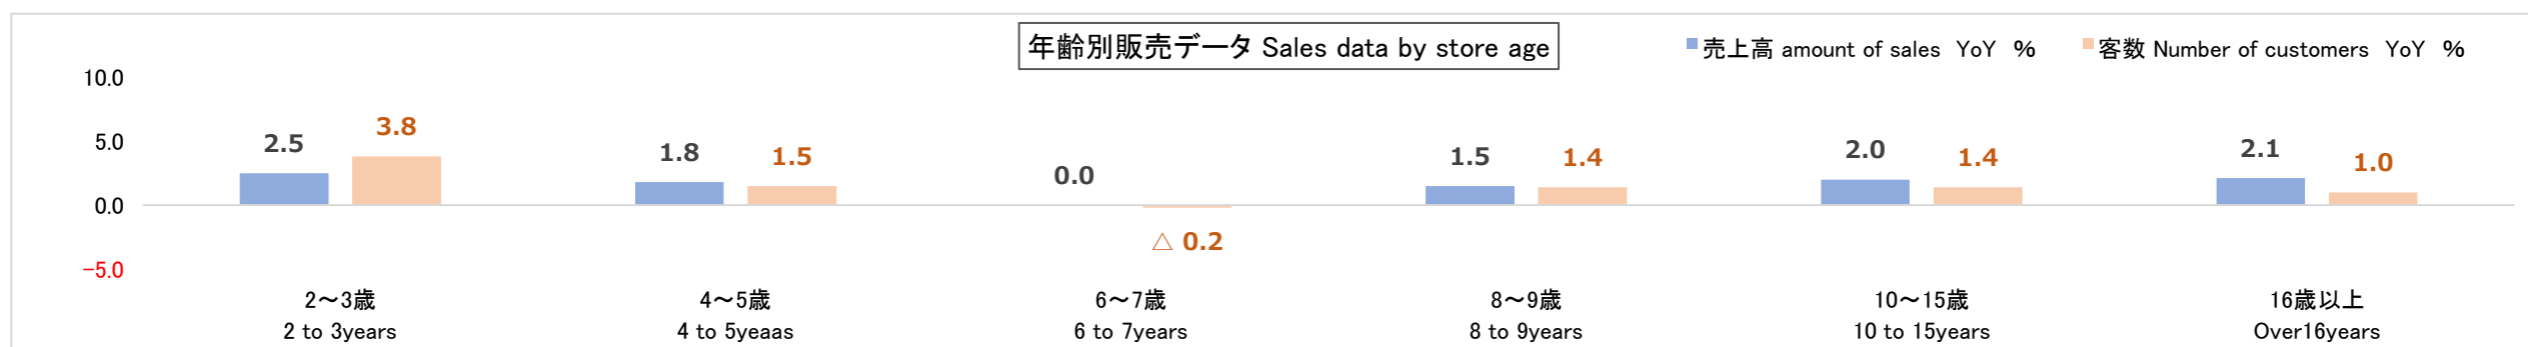 年齢別販売データ Sales data by store age
売上高 amount of sales YoY %
客数 Number of customers YoY %
10.0
5.0
0.0
−5.0
2.5
3.8
1.8
1.5
0.0
△ 0.2
1.5
1.4
2.0
1.4
2.1
1.0
2～3歳
2 to 3years
4～5歳
4 to 5yeaas
6～7歳
6 to 7years
8～9歳
8 to 9years
10～15歳
10 to 15years
16歳以上
Over16years